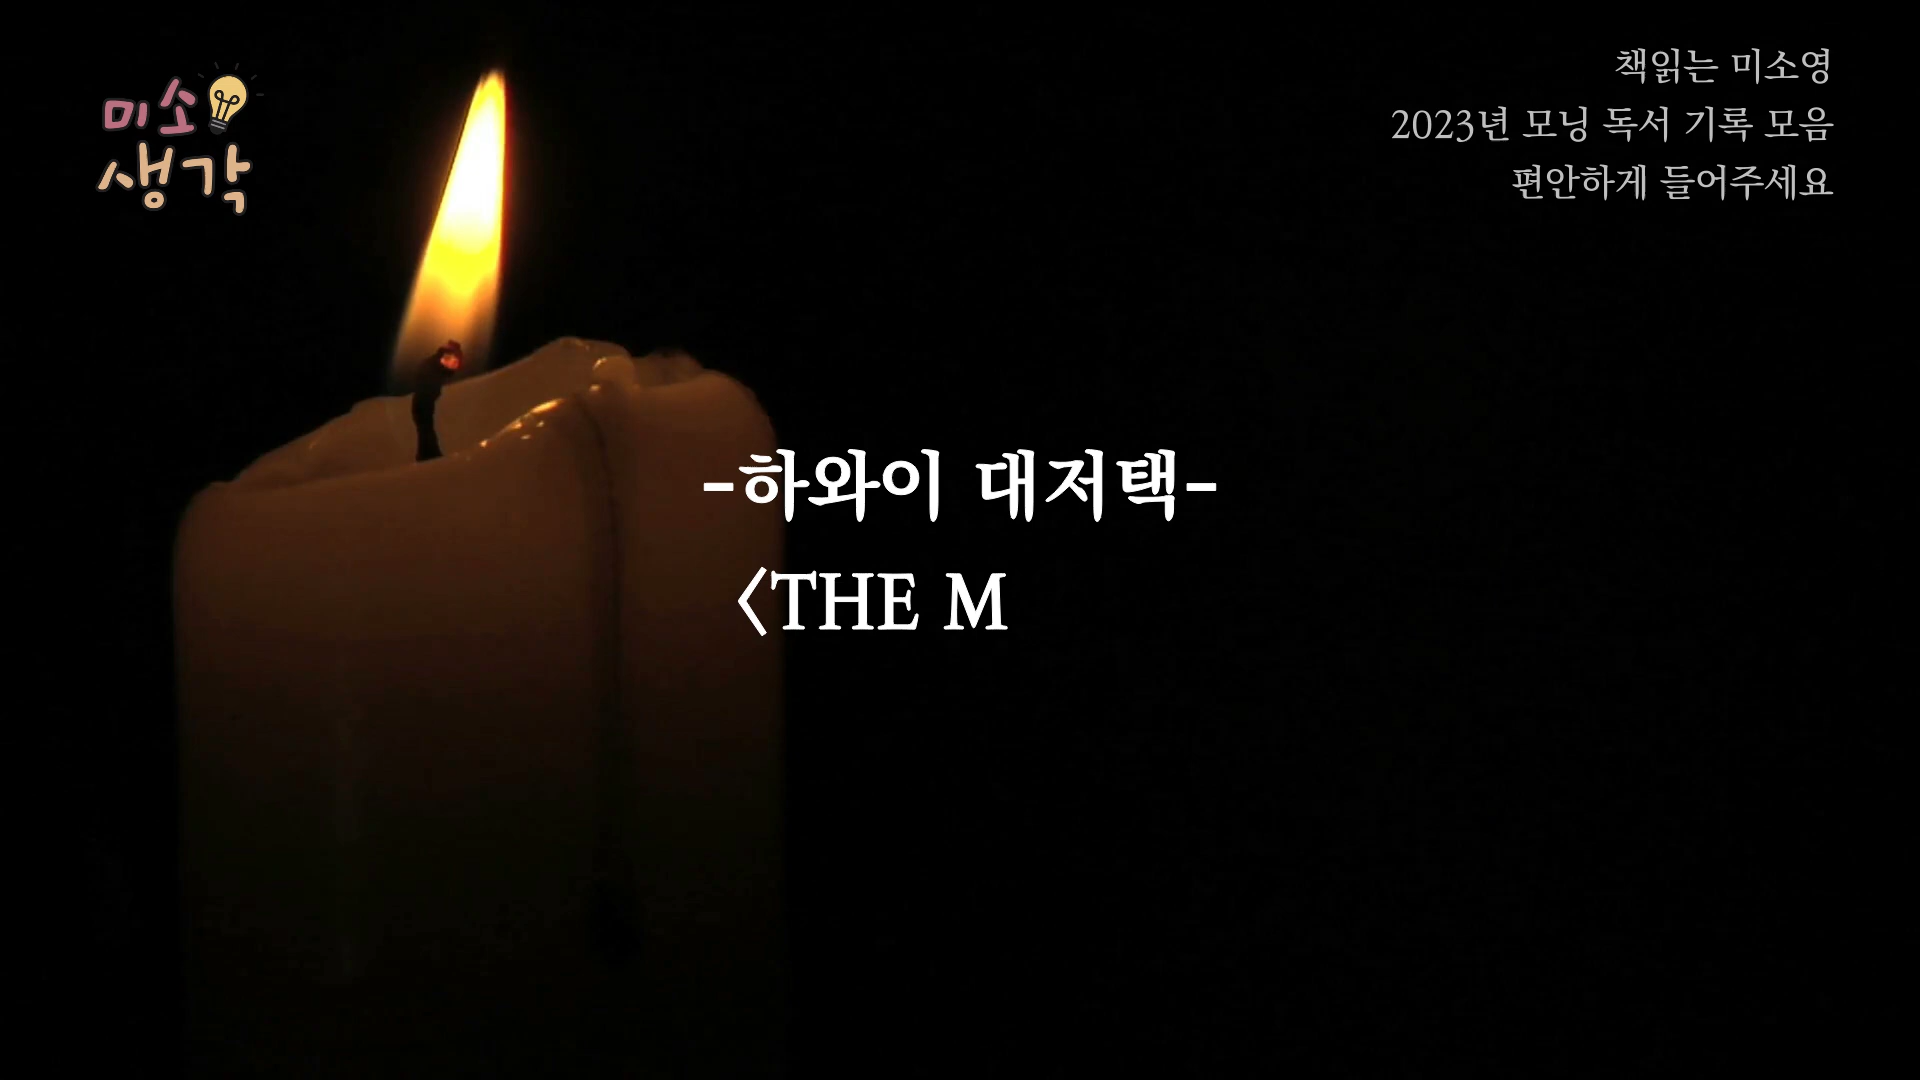 미소
생각
책읽는 미소영
2023년 모닝 독서 기록 모음
편안하게 들어주세요
-하와이 대저택-
〈THE M